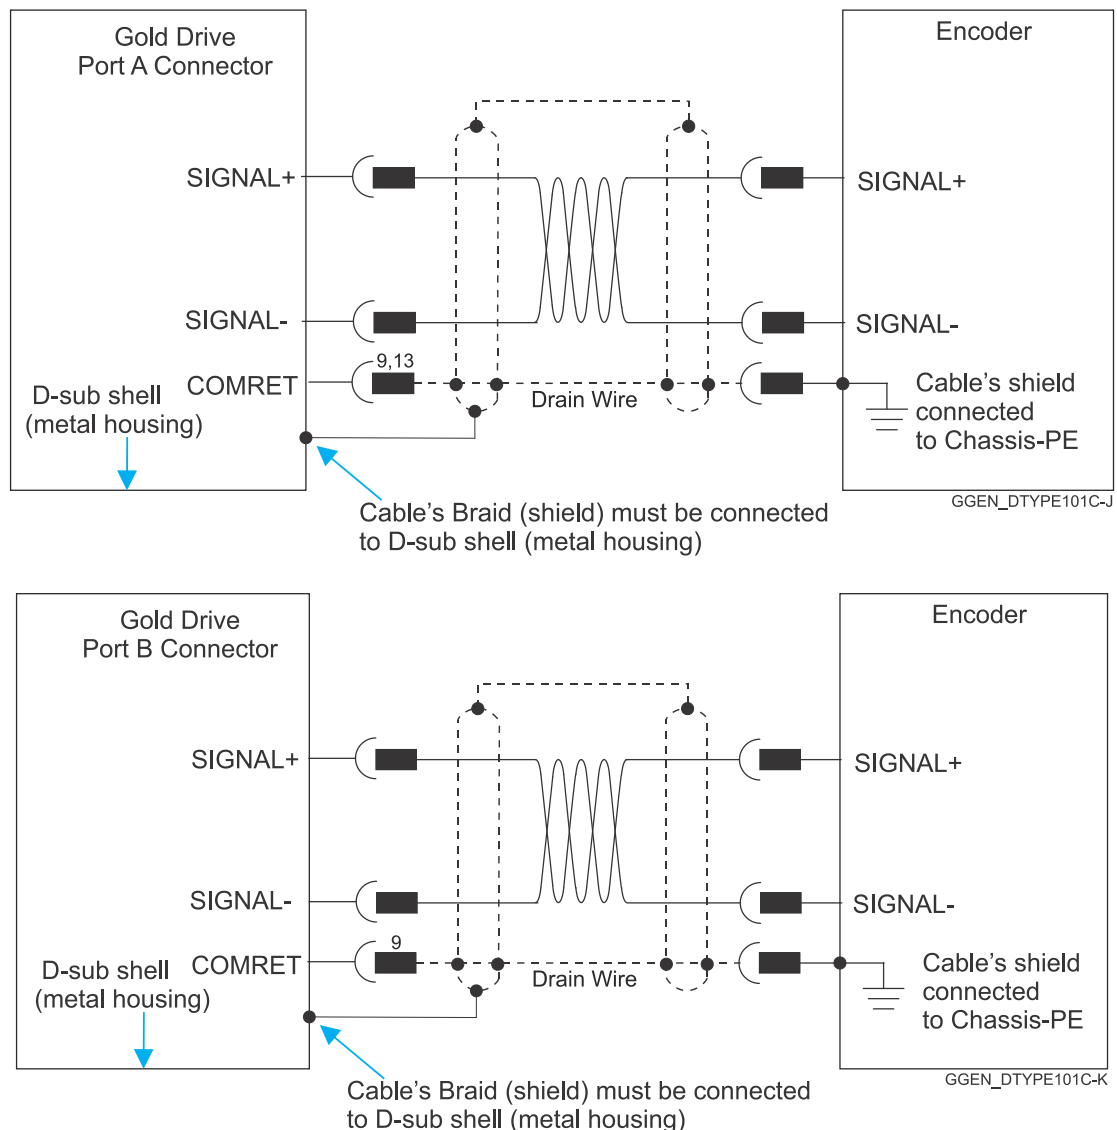 Gold Drive
Port A Connector
Encoder
SIGNAL+
SIGNAL+
SIGNAL-
SIGNAL-
9,13
COMRET
Drain Wire
D-sub shell
(metal housing)
Cable's shield
connected
to Chassis-PE
GGEN_DTYPE101C-J
Cable's Braid (shield) must be connected
to D-sub shell (metal housing)
Gold Drive
Port B Connector
Encoder
SIGNAL+
SIGNAL+
SIGNAL-
SIGNAL-
9
COMRET
Drain Wire
D-sub shell
(metal housing)
Cable's shield
connected
to Chassis-PE
GGEN_DTYPE101C-K
Cable's Braid (shield) must be connected
to D-sub shell (metal housing)